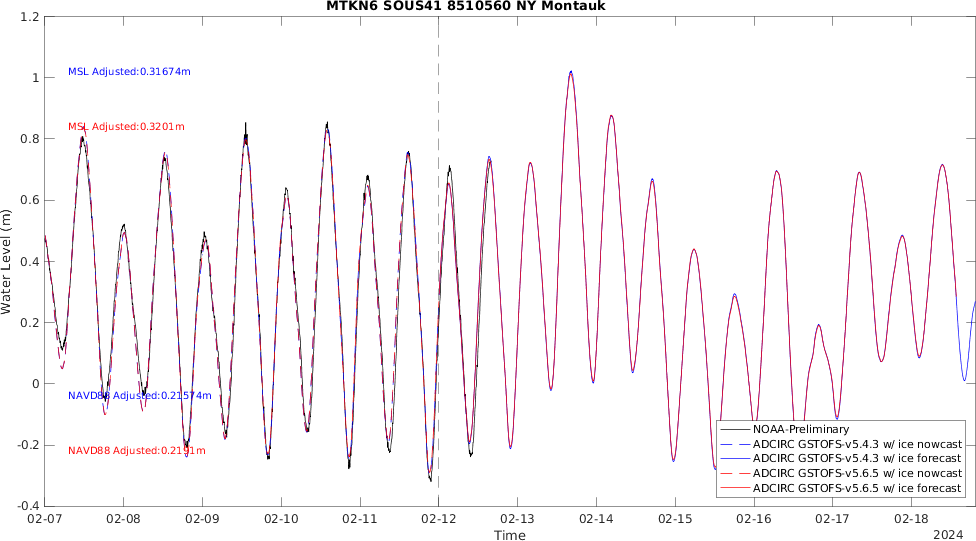 MTKN6 SOUS41 8510560 NY Montauk
1.2
1
0.8
0.6
0.4
0.2
0
-0.2
-0.4
Water Level (m)
MSL Adjusted:0.31674m
MSL Adjusted:0.3201m
NAVD88 Adjusted:0.21574m
NAVD88 Adjusted:0.2191m
NOAA-Preliminary
ADCIRC GSTOFS-v5.4.3 w/ ice nowcast
ADCIRC GSTOFS-v5.4.3 w/ ice forecast
ADCIRC GSTOFS-v5.6.5 w/ ice nowcast
ADCIRC GSTOFS-v5.6.5 w/ ice forecast
02-07 02-08 02-09 02-10 02-11 02-12 02-13 02-14 02-15 02-16 02-17 02-18
Time
2024